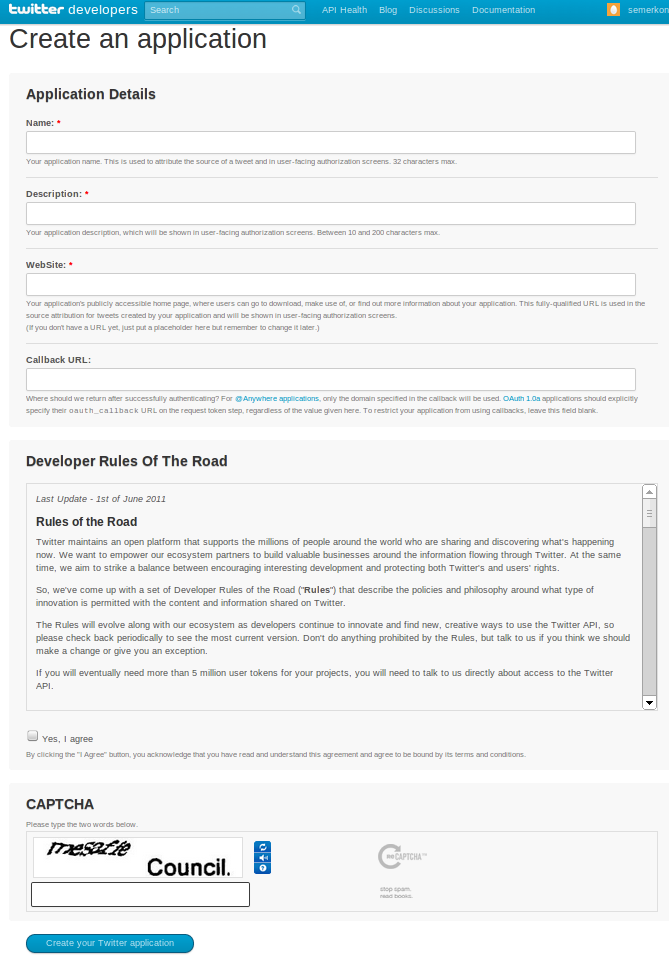 twitter developers
Search
API Health Blog Discussions Documentation
semerkon
Create an application
Application Details
Name: *
Your application name. This is used to attribute the source of a tweet and in user-facing authorization screens. 32 characters max.
Description: *
Your application description, which will be shown in user-facing authorization screens. Between 10 and 200 characters max.
WebSite: *
Your application's publicly accessible home page, where users can go to download, make use of, or find out more information about your application. This fully-qualified URL is used in the
source attribution for tweets created by your application and will be shown in user-facing authorization screens.
(If you don't have a URL yet, just put a placeholder here but remember to change it later.)
Callback URL:
Where should we return after successfully authenticating? For @Anywhere applications, only the domain specified in the callback will be used. OAuth 1.0a applications should explicitly
specify their oauth_callback URL on the request token step, regardless of the value given here. To restrict your application from using callbacks, leave this field blank.
Developer Rules Of The Road
Last Update - 1st of June 2011
Rules of the Road
Twitter maintains an open platform that supports the millions of people around the world who are sharing and discovering what's happening
now. We want to empower our ecosystem partners to build valuable businesses around the information flowing through Twitter. At the same
time, we aim to strike a balance between encouraging interesting development and protecting both Twitter's and users' rights.
So, we've come up with a set of Developer Rules of the Road ("Rules") that describe the policies and philosophy around what type of
innovation is permitted with the content and information shared on Twitter.
The Rules will evolve along with our ecosystem as developers continue to innovate and find new, creative ways to use the Twitter API, so
please check back periodically to see the most current version. Don't do anything prohibited by the Rules, but talk to us if you think we should
make a change or give you an exception.
If you will eventually need more than 5 million user tokens for your projects, you will need to talk to us directly about access to the Twitter
API.
Yes, I agree
By clicking the "I Agree" button, you acknowledge that you have read and understand this agreement and agree to be bound by its terms and conditions.
CAPTCHA
Please type the two words below.
Council.
reCAPTCHA™
stop spam.
read books.
Create your Twitter application